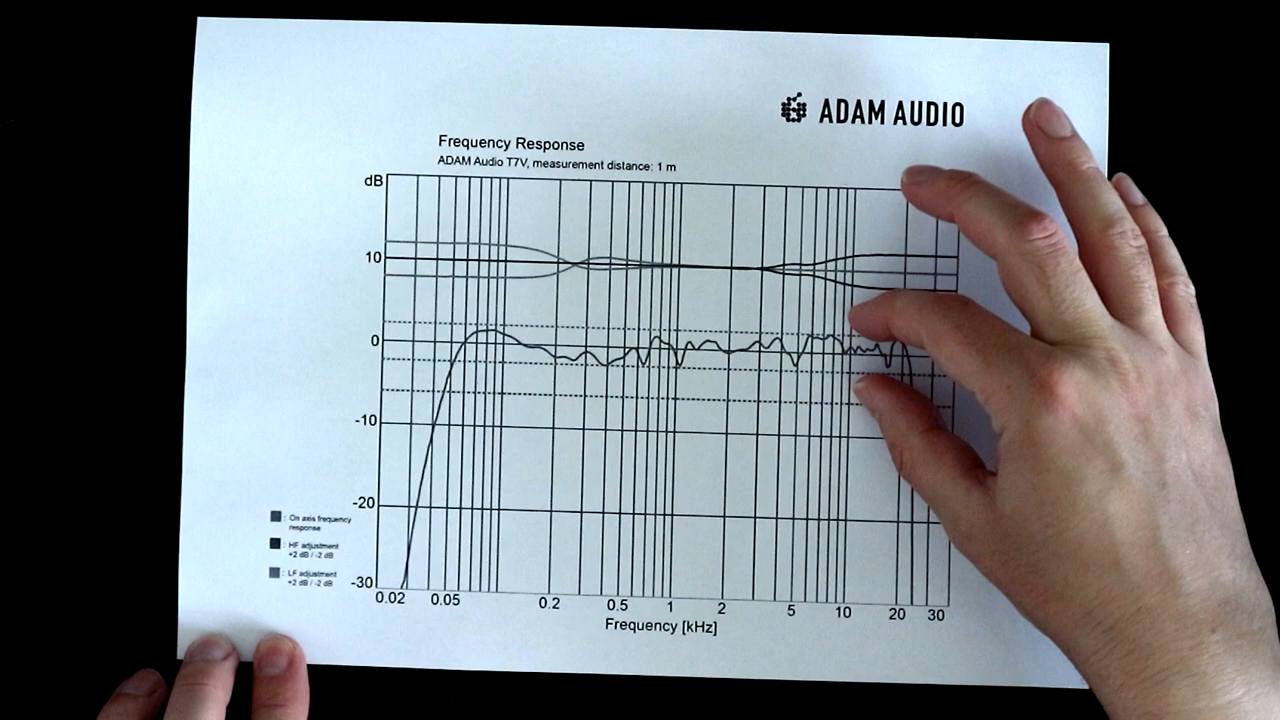 ADAM AUDIO
Frequency Response
ADAM Audio T7V, measurement distance: 1 m
dB
10
0
-10
-20
-30
: On axis frequency
response
: HF adjustment
+2 dB / -2 dB
: LF adjustment
+2 dB / -2 dB
0.02 0.05 0.2 0.5 1 2 5 10 20 30
Frequency [kHz]